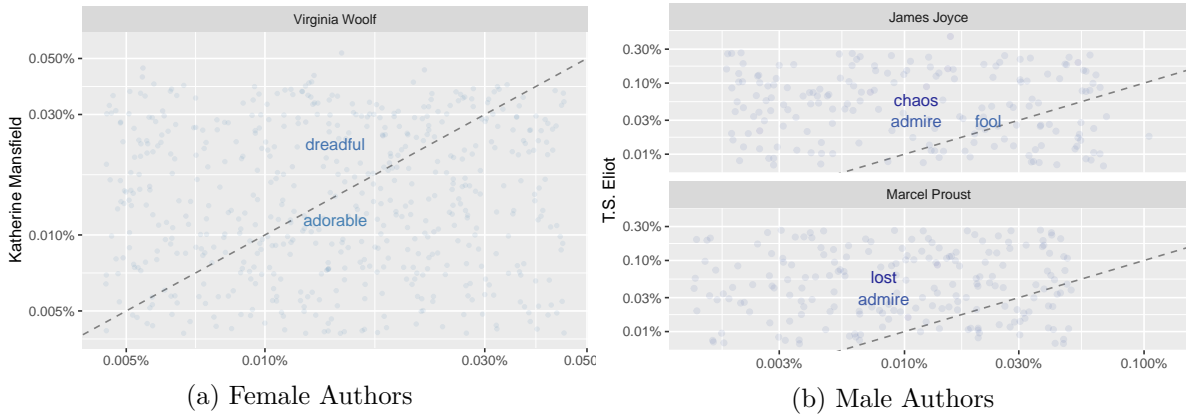 Virginia Woolf
Katherine Mansfield
0.050%
0.030%
0.010%
0.005%
dreadful
adorable
0.005%
0.010%
0.030%
0.050%
(a) Female Authors
T.S. Eliot
James Joyce
0.30%
0.10%
0.03%
0.01%
chaos
admire
fool
Marcel Proust
0.30%
0.10%
0.03%
0.01%
lost
admire
0.003%
0.010%
0.030%
0.100%
(b) Male Authors